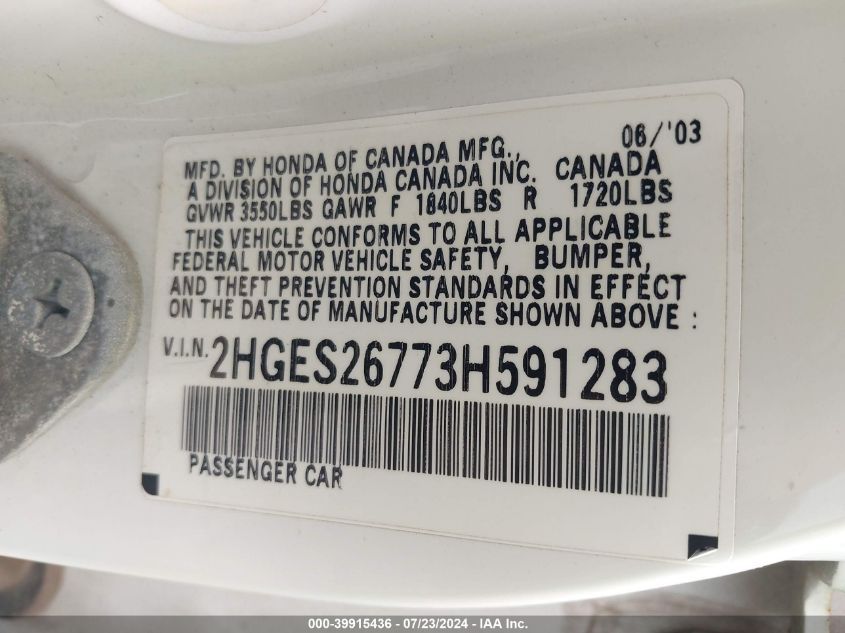 06/'03
MFD. BY HONDA OF CANADA MFG.,
A DIVISION OF HONDA CANADA INC. CANADA
GVWR 3550LBS GAWR F 1840LBS R 1720LBS
THIS VEHICLE CONFORMS TO ALL APPLICABLE
FEDERAL MOTOR VEHICLE SAFETY, BUMPER,
AND THEFT PREVENTION STANDARDS IN EFFECT
ON THE DATE OF MANUFACTURE SHOWN ABOVE :
V.I.N. 2HGES26773H591283
PASSENGER CAR
000-39915436 - 07/23/2024 - IAA Inc.